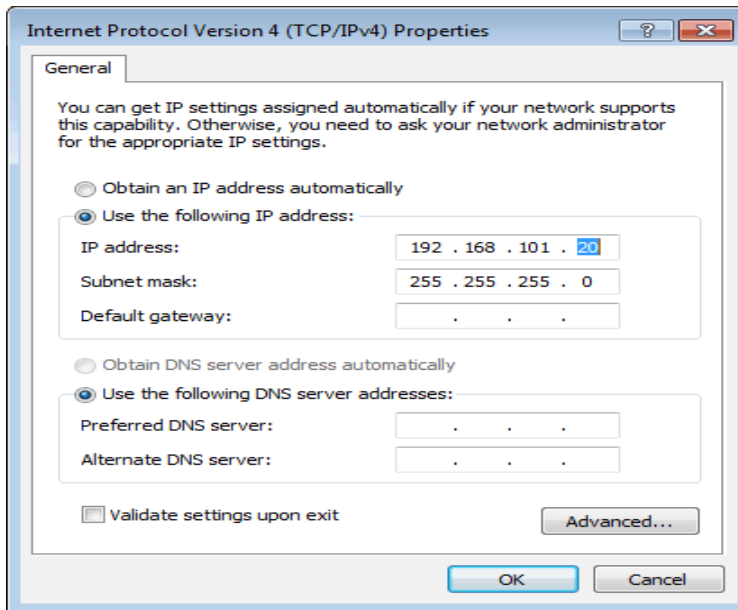 Internet Protocol Version 4 (TCP/IPv4) Properties
?
General
You can get IP settings assigned automatically if your network supports
this capability. Otherwise, you need to ask your network administrator
for the appropriate IP settings.
Obtain an IP address automatically
Use the following IP address:
IP address: 192 . 168 . 101 . 20
Subnet mask: 255 . 255 . 255 . 0
Default gateway: . . .
Obtain DNS server address automatically
Use the following DNS server addresses:
Preferred DNS server: . . .
Alternate DNS server: . . .
Validate settings upon exit
Advanced...
OK Cancel